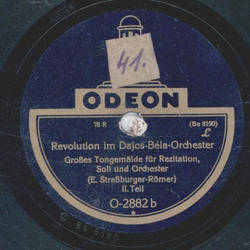 41.
ODEON
78 R (Be 8190)
L
Revolution im Dajos-Béla-Orchester
Großes Tongemälde für Rezitation,
Soli und Orchester
(E. Straßburger-Römer)
II. Teil
O-2882 b